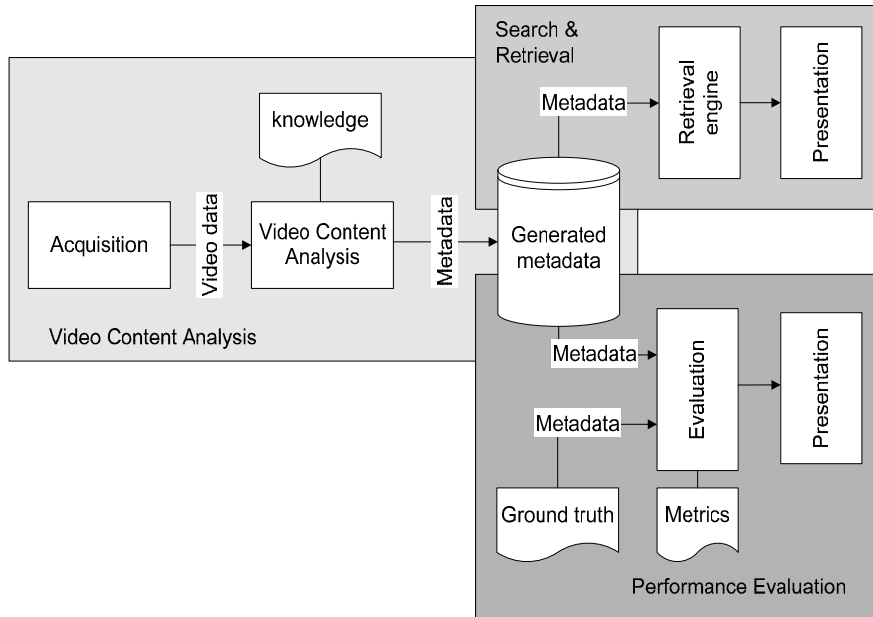 Search &
Retrieval
Metadata
Retrieval
engine
Presentation
knowledge
Acquisition
Video data
Video Content
Analysis
Metadata
Generated
metadata
Video Content Analysis
Metadata
Metadata
Evaluation
Presentation
Ground truth
Metrics
Performance Evaluation